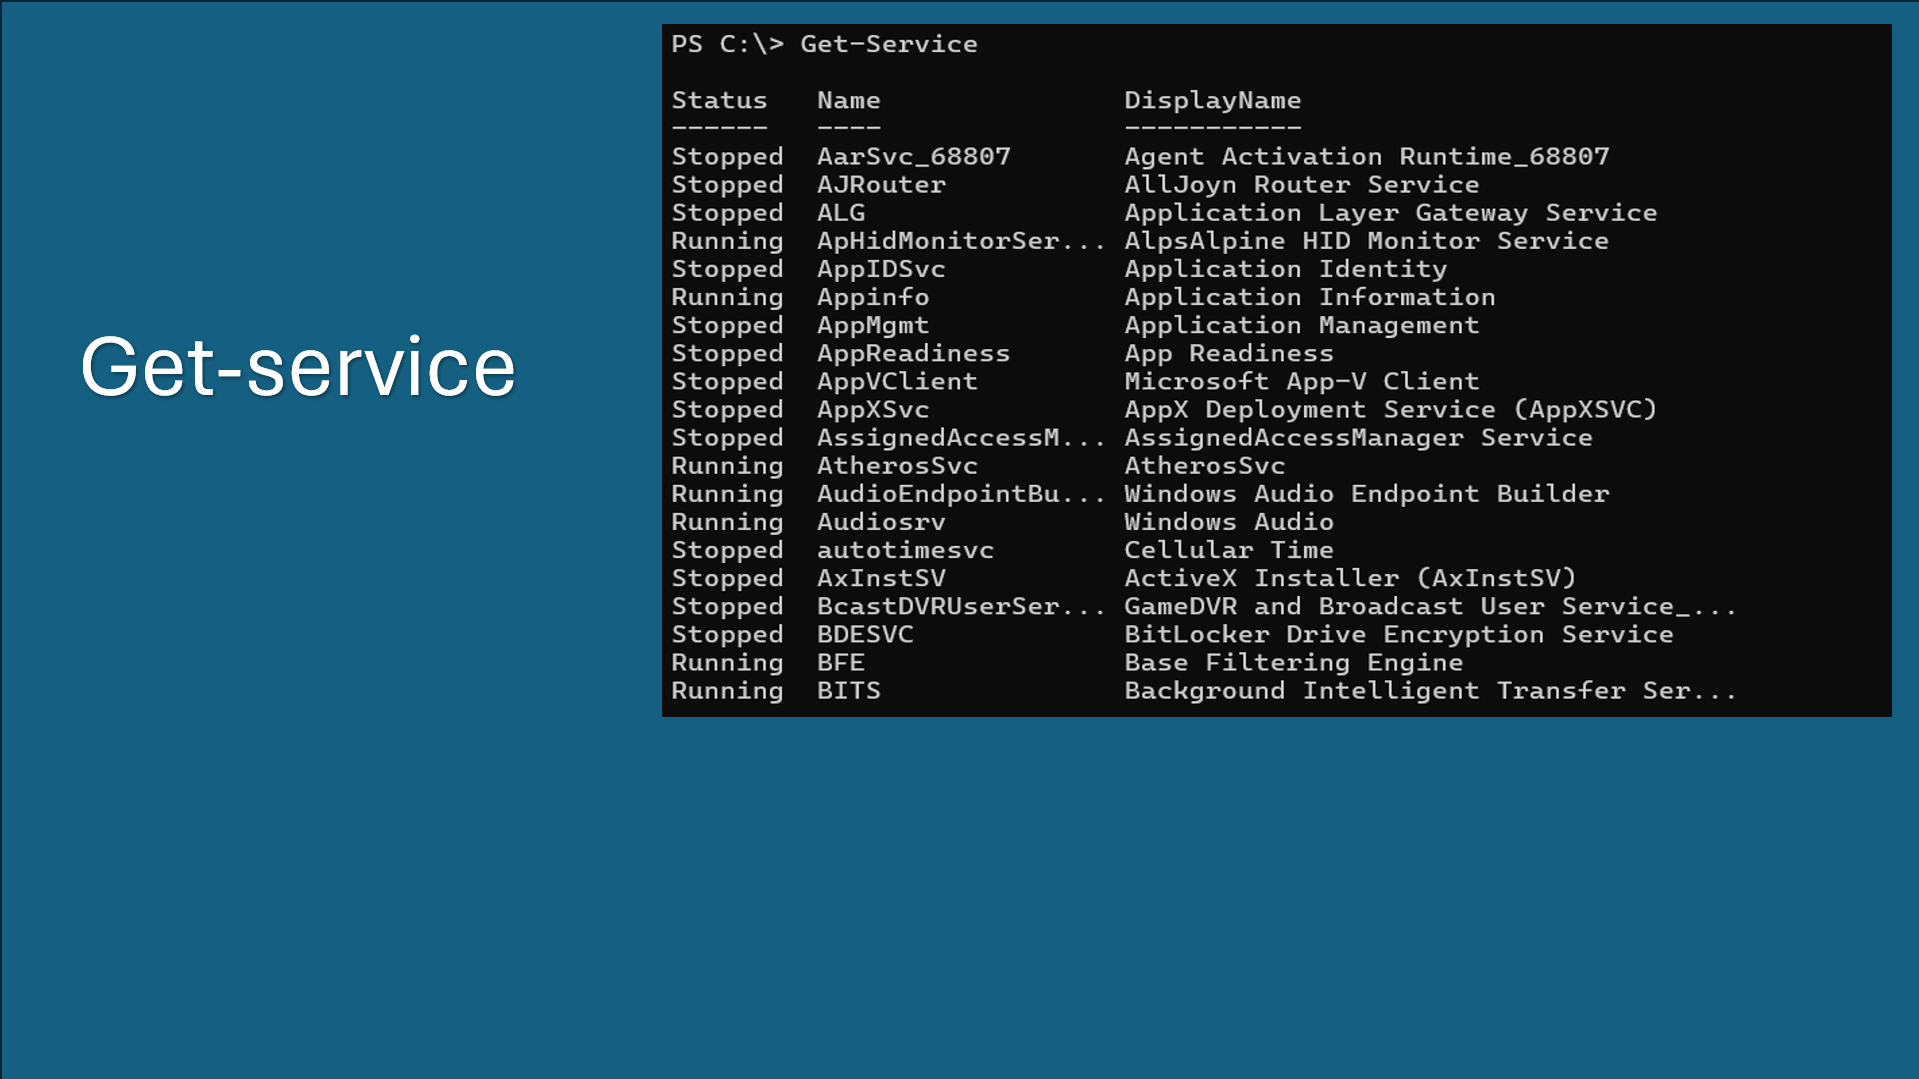 Get-service
PS C:\> Get-Service
Status Name DisplayName
------ ---- -----------
Stopped AarSvc_68807 Agent Activation Runtime_68807
Stopped AJRouter AllJoyn Router Service
Stopped ALG Application Layer Gateway Service
Running ApHidMonitorSer... AlpsAlpine HID Monitor Service
Stopped AppIDSvc Application Identity
Running Appinfo Application Information
Stopped AppMgmt Application Management
Stopped AppReadiness App Readiness
Stopped AppVClient Microsoft App-V Client
Stopped AppXSvc AppX Deployment Service (AppXSVC)
Stopped AssignedAccessM... AssignedAccessManager Service
Running AtherosSvc AtherosSvc
Running AudioEndpointBu... Windows Audio Endpoint Builder
Running Audiosrv Windows Audio
Stopped autotimesvc Cellular Time
Stopped AxInstSV ActiveX Installer (AxInstSV)
Stopped BcastDVRUserSer... GameDVR and Broadcast User Service_...
Stopped BDESVC BitLocker Drive Encryption Service
Running BFE Base Filtering Engine
Running BITS Background Intelligent Transfer Ser...